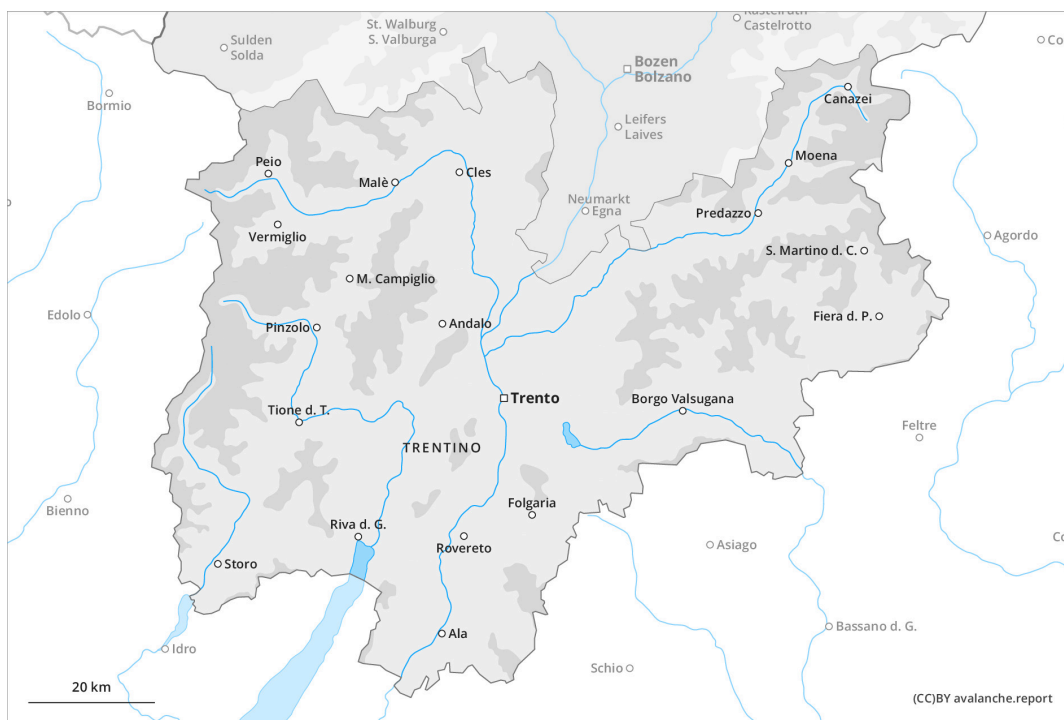 Kastelruth
Castelrotto
St. Walburg
S. Valburga
Sulden
Solda
Bozen
Bolzano
Bormio
Canazei
Leifers
Laives
Moena
Peio
Malè
Cles
Neumarkt
Egna
Predazzo
Vermiglio
Agordo
S. Martino d. C.
M. Campiglio
Edolo
Pinzolo
Andalo
Fiera d. P.
Trento
Borgo Valsugana
Tione d. T.
Feltre
TRENTINO
Bienno
Folgaria
Riva d. G.
Rovereto
Asiago
Storo
Ala
Bassano d. G.
Idro
Schio
20 km
(CC)BY avalanche.report